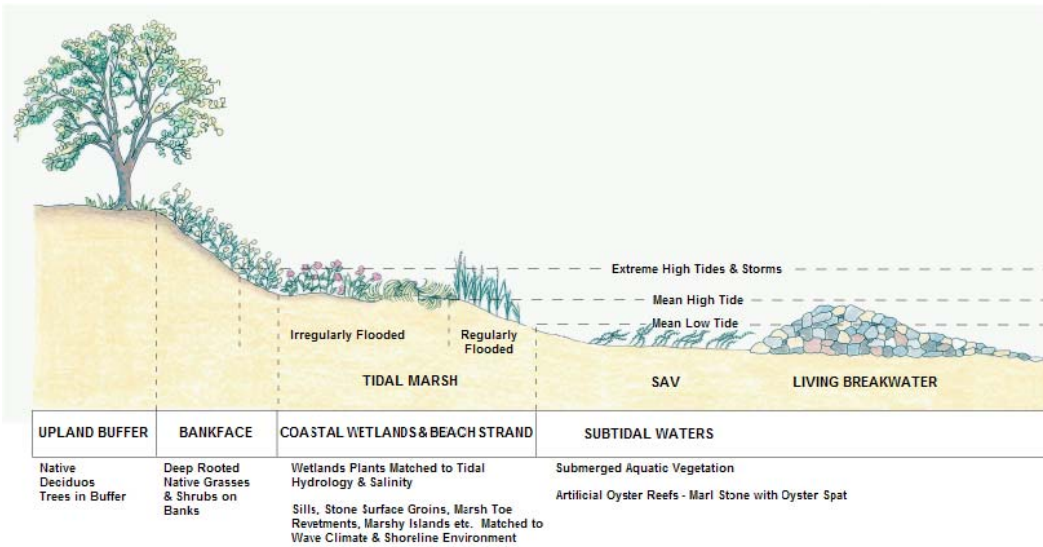 Extreme High Tides & Storms
Mean High Tide
Mean Low Tide
Irregularly Flooded
Regularly
Flooded
TIDAL MARSH
SAV
LIVING BREAKWATER
UPLAND BUFFER
BANKFACE
COASTAL WETLANDS & BEACH STRAND
SUBTIDAL WATERS
Native
Deciduos
Trees in Buffer
Deep Rooted
Native Grasses
& Shrubs on
Banks
Wetlands Plants Matched to Tidal
Hydrology & Salinity
Sills, Stone Surface Groins, Marsh Toe
Revetments, Marshy Islands etc. Matched to
Wave Climate & Shoreline Environment
Submerged Aquatic Vegetation
Artificial Oyster Reefs - Marl Stone with Oyster Spat